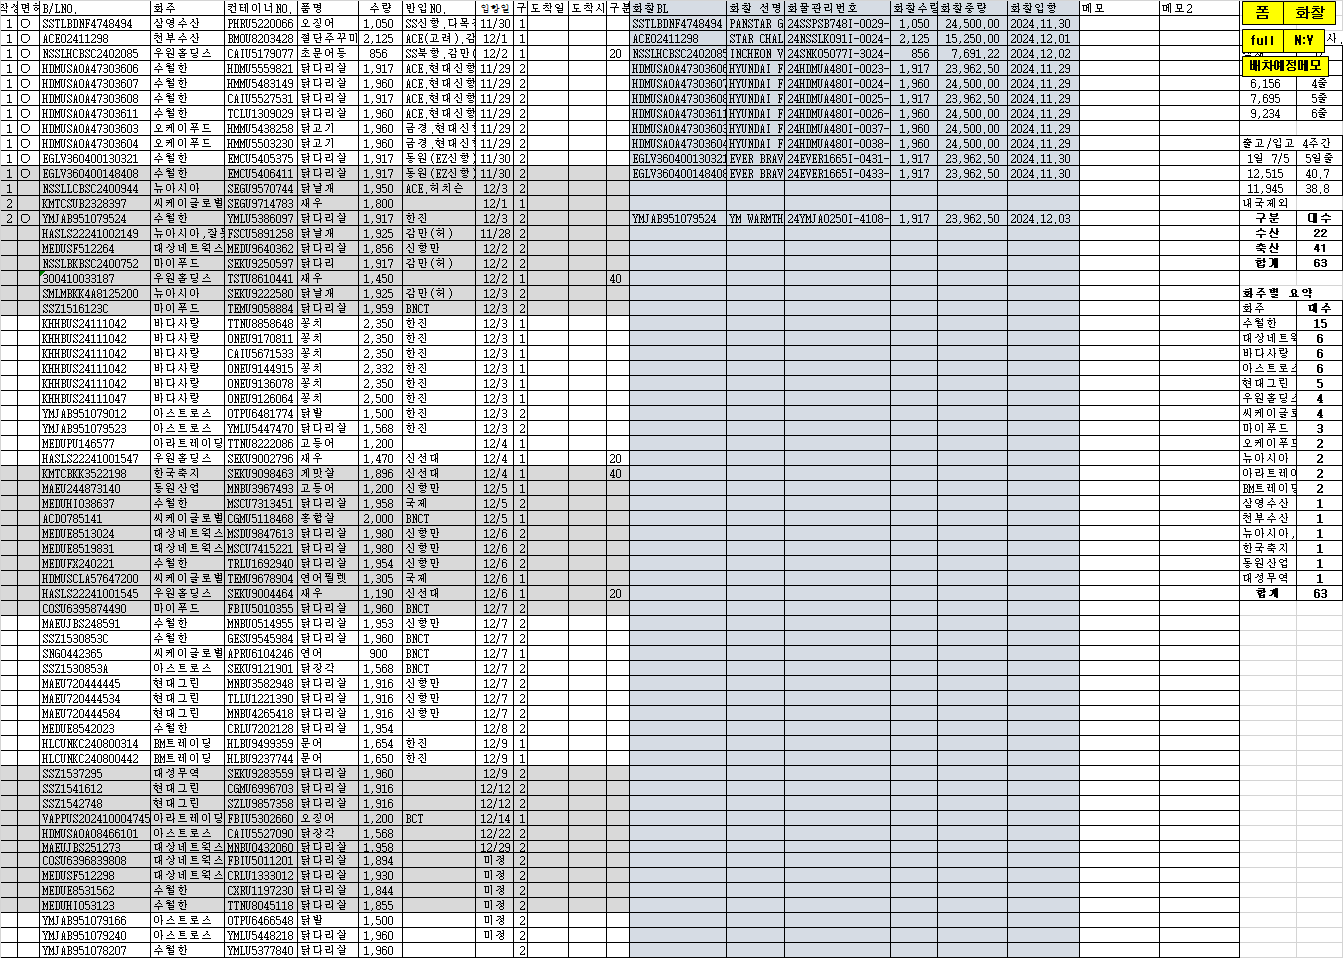 작성 면허 B/LNO. 화주 컨테이너NO. 품명 수량 반입NO. 입항일 구 도착일 도착시 구분 화찰BL 화찰 선명 화물관리번호 화찰수량 화찰중량 화찰입항 메모 메모2 폼 화찰
1 O SSTLBDNF4748494 삼영수산 PHRU5220066 오징어 1,050 SS신항.다목 11/30 1 SSTLBDNF4748494 PANSTAR G 24SSPSB748I-0029- 1,050 24,500.00 2024.11.30
1 O ACE02411298 천부수산 BMOU8203428 절단주꾸미 2,125 ACE(고려).감 12/1 1 ACE02411298 STAR CHAL 24NSSLK091I-0024- 2,125 15,250.00 2024.12.01 full N:Y 사,
1 O NSSLHCBSC2402085 우원홀딩스 CAIU5179077 초문어등 856 SS북항.감만( 12/2 1 20 NSSLHCBSC2402085 INCHEON V 24SNKO5077I-3024- 856 7,691.22 2024.12.02
1 O HDMUSAOA47303606 수월한 HDMU5559821 닭다리살 1,917 ACE.현대신항 11/29 2 HDMUSAOA47303606 HYUNDAI F 24HDMUA480I-0023- 1,917 23,962.50 2024.11.30 배차예정메모
1 O HDMUSAOA47303607 수월한 HMMU5483149 닭다리살 1,960 ACE.현대신항 11/29 2 HDMUSAOA47303607 HYUNDAI F 24HDMUA480I-0024- 1,960 24,500.00 2024.11.30 6,156 4줄
1 O HDMUSAOA47303608 수월한 CAIU5527531 닭다리살 1,917 ACE.현대신항 11/29 2 HDMUSAOA47303608 HYUNDAI F 24HDMUA480I-0025- 1,917 23,962.50 2024.11.30 7,695 5줄
1 O HDMUSAOA47303611 수월한 TCLU1309029 닭다리살 1,960 ACE.현대신항 11/29 2 HDMUSAOA47303611 HYUNDAI F 24HDMUA480I-0026- 1,960 24,500.00 2024.11.30 9,234 6줄
1 O HDMUSAOA47303603 오케이푸드 HMMU5438258 닭고기 1,960 금경.현대신항 11/29 2 HDMUSAOA47303603 HYUNDAI F 24HDMUA480I-0037- 1,960 24,500.00 2024.11.30
1 O HDMUSAOA47303604 오케이푸드 HMMU5503230 닭고기 1,960 금경.현대신항 11/29 2 HDMUSAOA47303604 HYUNDAI F 24HDMUA480I-0038- 1,960 24,500.00 2024.11.30 출고/입고 4주간
1 O EGLV360400130321 수월한 EMCU5405375 닭다리살 1,917 동원(EZ신항) 11/30 2 EGLV360400130321 EVER BRAV 24EVER1665I-0431- 1,917 23,962.50 2024.11.30 1일 7/5 5일줄
1 O EGLV360400148408 수월한 EMCU5406411 닭다리살 1,917 동원(EZ신항) 11/30 2 EGLV360400148408 EVER BRAV 24EVER1665I-0433- 1,917 23,962.50 2024.11.30 12,515 40.7
1 NSSLLCBSC2400944 뉴아시아 SEGU9570744 닭날개 1,950 ACE.허치슨 12/3 2 11,945 38.8
2 KMTCSUB2328397 씨케이글로벌 SEGU9714783 새우 1,800 12/1 1 내국제외
2 O YMJAB951079524 수월한 YMLU5386097 닭다리살 1,917 한진 12/3 2 YMJAB951079524 YM WARMTH 24YMJA0250I-4108- 1,917 23,962.50 2024.12.03 구분 대수
HASLS22241002149 뉴아시아,잘 FSCU5891258 닭날개 1,925 감만(허) 11/28 2 수산 22
MEDUSF512264 대상네트웍스 MEDU9640362 닭다리살 1,856 신항만 12/2 2 축산 41
NSSLBKBSC2400752 마이푸드 SEKU9250597 닭다리 1,917 감만(허) 12/2 2 합계 63
300410033187 우원홀딩스 TSTU8610441 새우 1,450 12/2 1 40
SMLMBKK4A8125200 뉴아시아 SEKU9222580 닭날개 1,925 감만(허) 12/3 2 화주별 요약
SSZ1516123C 마이푸드 TEMU9058884 닭다리살 1,959 BNCT 12/3 2 화주 대수
KHHBUS24111042 바다사랑 TTNU8858648 꽁치 2,350 한진 12/3 1 수월한 15
KHHBUS24111042 바다사랑 ONEU9170811 꽁치 2,350 한진 12/3 1 대상네트웍 6
KHHBUS24111042 바다사랑 CAIU5671533 꽁치 2,350 한진 12/3 1 바다사랑 6
KHHBUS24111042 바다사랑 ONEU9144915 꽁치 2,332 한진 12/3 1 아스트로스 6
KHHBUS24111042 바다사랑 ONEU9136078 꽁치 2,350 한진 12/3 1 현대그린 5
KHHBUS24111047 바다사랑 ONEU9126064 꽁치 2,500 한진 12/3 1 우원홀딩스 4
YMJAB951079012 아스트로스 OTPU6481774 닭발 1,500 한진 12/3 2 씨케이글로 4
YMJAB951079523 아스트로스 YMLU5447470 닭다리살 1,568 한진 12/3 2 마이푸드 3
MEDUPU146577 아라트레이딩 TTNU8222086 고등어 1,200 12/4 1 오케이푸드 2
HASLS22241001547 우원홀딩스 SEKU9002796 새우 1,470 신선대 12/4 1 20 뉴아시아 2
KMTCBKK3522198 한국축지 SEKU9098463 게맛살 1,896 신선대 12/4 1 40 아라트레이 2
MAEU244873140 동원산업 MNBU3967493 고등어 1,200 신항만 12/5 1 BM트레이딩 2
MEDUHI038637 수월한 MSCU7313451 닭다리살 1,958 국제 12/5 2 삼영수산 1
ACD0785141 씨케이글로벌 CGMU5118468 홍합살 2,000 BNCT 12/5 1 천부수산 1
MEDUE8513024 대상네트웍스 MSDU9847613 닭다리살 1,980 신항만 12/6 2 뉴아시아, 1
MEDUE8519831 대상네트웍스 MSCU7415221 닭다리살 1,980 신항만 12/6 2 한국축지 1
MEDUFX240221 수월한 TRLU1692940 닭다리살 1,954 신항만 12/6 2 동원산업 1
HDMUSCLA57647200 씨케이글로벌 TEMU9678904 연어필렛 1,305 국제 12/6 1 대성무역 1
HASLS22241001545 우원홀딩스 SEKU9004464 새우 1,190 신선대 12/6 1 20 합계 63
COSU6395874490 마이푸드 FBIU5010355 닭다리살 1,960 BNCT 12/7 2
MAEUJBS248591 수월한 MNBU0514955 닭다리살 1,953 신항만 12/7 2
SSZ1530853C 수월한 GESU9545984 닭다리살 1,960 BNCT 12/7 2
SNG0442365 씨케이글로벌 APRU6104246 연어 900 BNCT 12/7 1
SSZ1530853A 아스트로스 SEKU9121901 닭장각 1,568 BNCT 12/7 2
MAEU720444445 현대그린 MNBU3582948 닭다리살 1,916 신항만 12/7 2
MAEU720444534 현대그린 TLLU1221390 닭다리살 1,916 신항만 12/7 2
MAEU720444584 현대그린 MNBU4265418 닭다리살 1,916 신항만 12/7 2
MEDUE8542023 수월한 CRLU7202128 닭다리살 1,954 12/8 2
HLCUNKC240800314 BM트레이딩 HLBU9499359 문어 1,654 한진 12/9 1
HLCUNKC240800442 BM트레이딩 HLBU9237744 문어 1,650 한진 12/9 1
SSZ1537295 대성무역 SEKU9283559 닭다리살 1,960 12/9 2
SSZ1541612 현대그린 CGMU6996703 닭다리살 1,916 12/12 2
SSZ1542748 현대그린 SZLU9857358 닭다리살 1,916 12/12 2
VAPPUS202410004745 아라트레이딩 FBIU5302660 오징어 1,200 BCT 12/14 1
HDMUSAOA08466101 아스트로스 CAIU5527090 닭장각 1,568 12/22 2
MAEUJBS251273 대상네트웍스 MNBU0432060 닭다리살 1,958 12/29 2
COSU6396839808 대상네트웍스 FBIU5011201 닭다리살 1,894 미정 2
MEDUSF512298 대상네트웍스 CRLU1333012 닭다리살 1,930 미정 2
MEDUE8531562 수월한 CXRU1197230 닭다리살 1,844 미정 2
MEDUHI053123 수월한 TTNU8045118 닭다리살 1,855 미정 2
YMJAB951079166 아스트로스 OTPU6466548 닭발 1,500 미정 2
YMJAB951079240 아스트로스 YMLU5448218 닭다리살 1,960 미정 2
YMJAB951078207 수월한 YMLU5377840 닭다리살 1,960 2